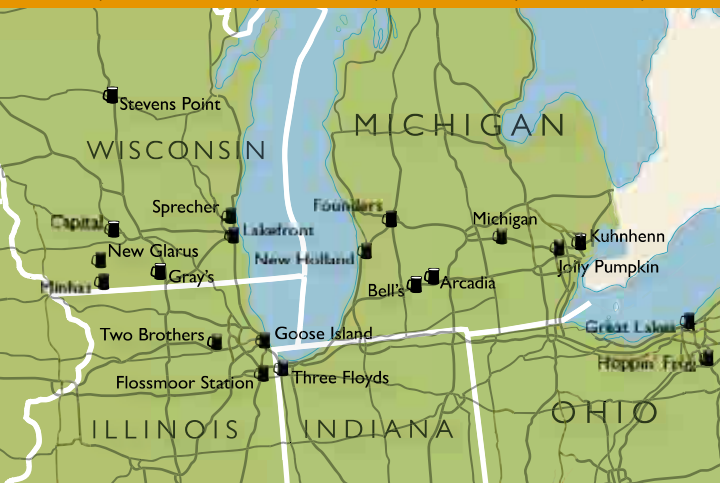 Stevens Point
MICHIGAN
WISCONSIN
Sprecher
Founders
Capital
Michigan
Lakefront
Kuhnhenn
New Glarus
New Holland
Jolly Pumpkin
Gray's
Arcadia
Minhas
Bell's
Two Brothers
Goose Island
Great Lakes
Hoppin' Frog
Flossmoor Station
Three Floyds
OHIO
ILLINOIS
INDIANA